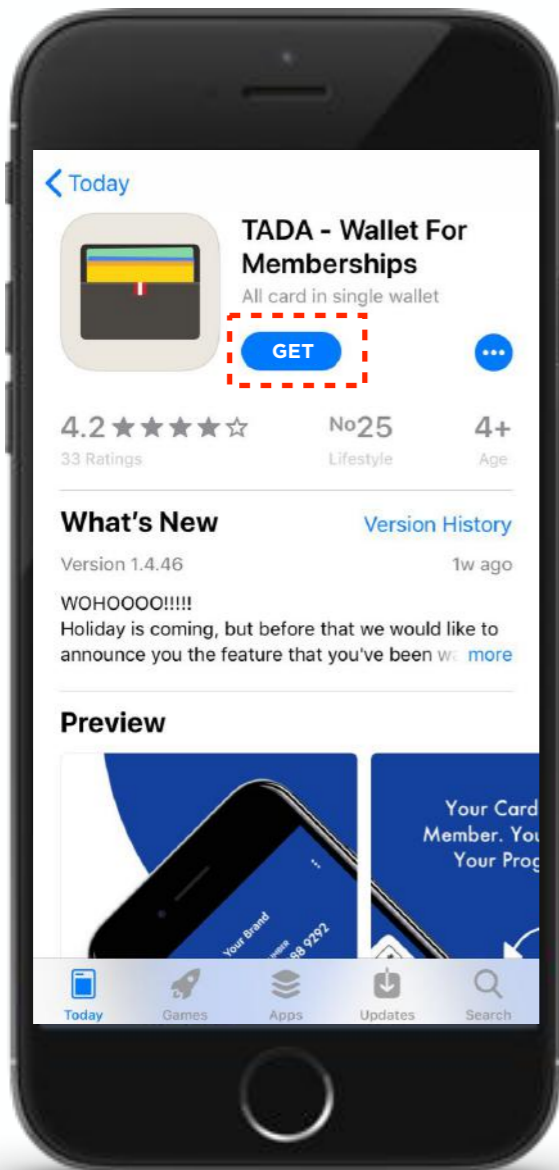 Today
TADA - Wallet For
Memberships
All card in single wallet
GET
4.2
No25
4+
33 Ratings
Lifestyle
Age
What's New
Version History
Version 1.4.46
1w ago
WOHOOOO!!!!!
Holiday is coming, but before that we would like to
announce you the feature that you've been
more
Preview
Your Brand
88 9292
Your Card
Member. You
Your Prog
Today
Games
Apps
Updates
Search